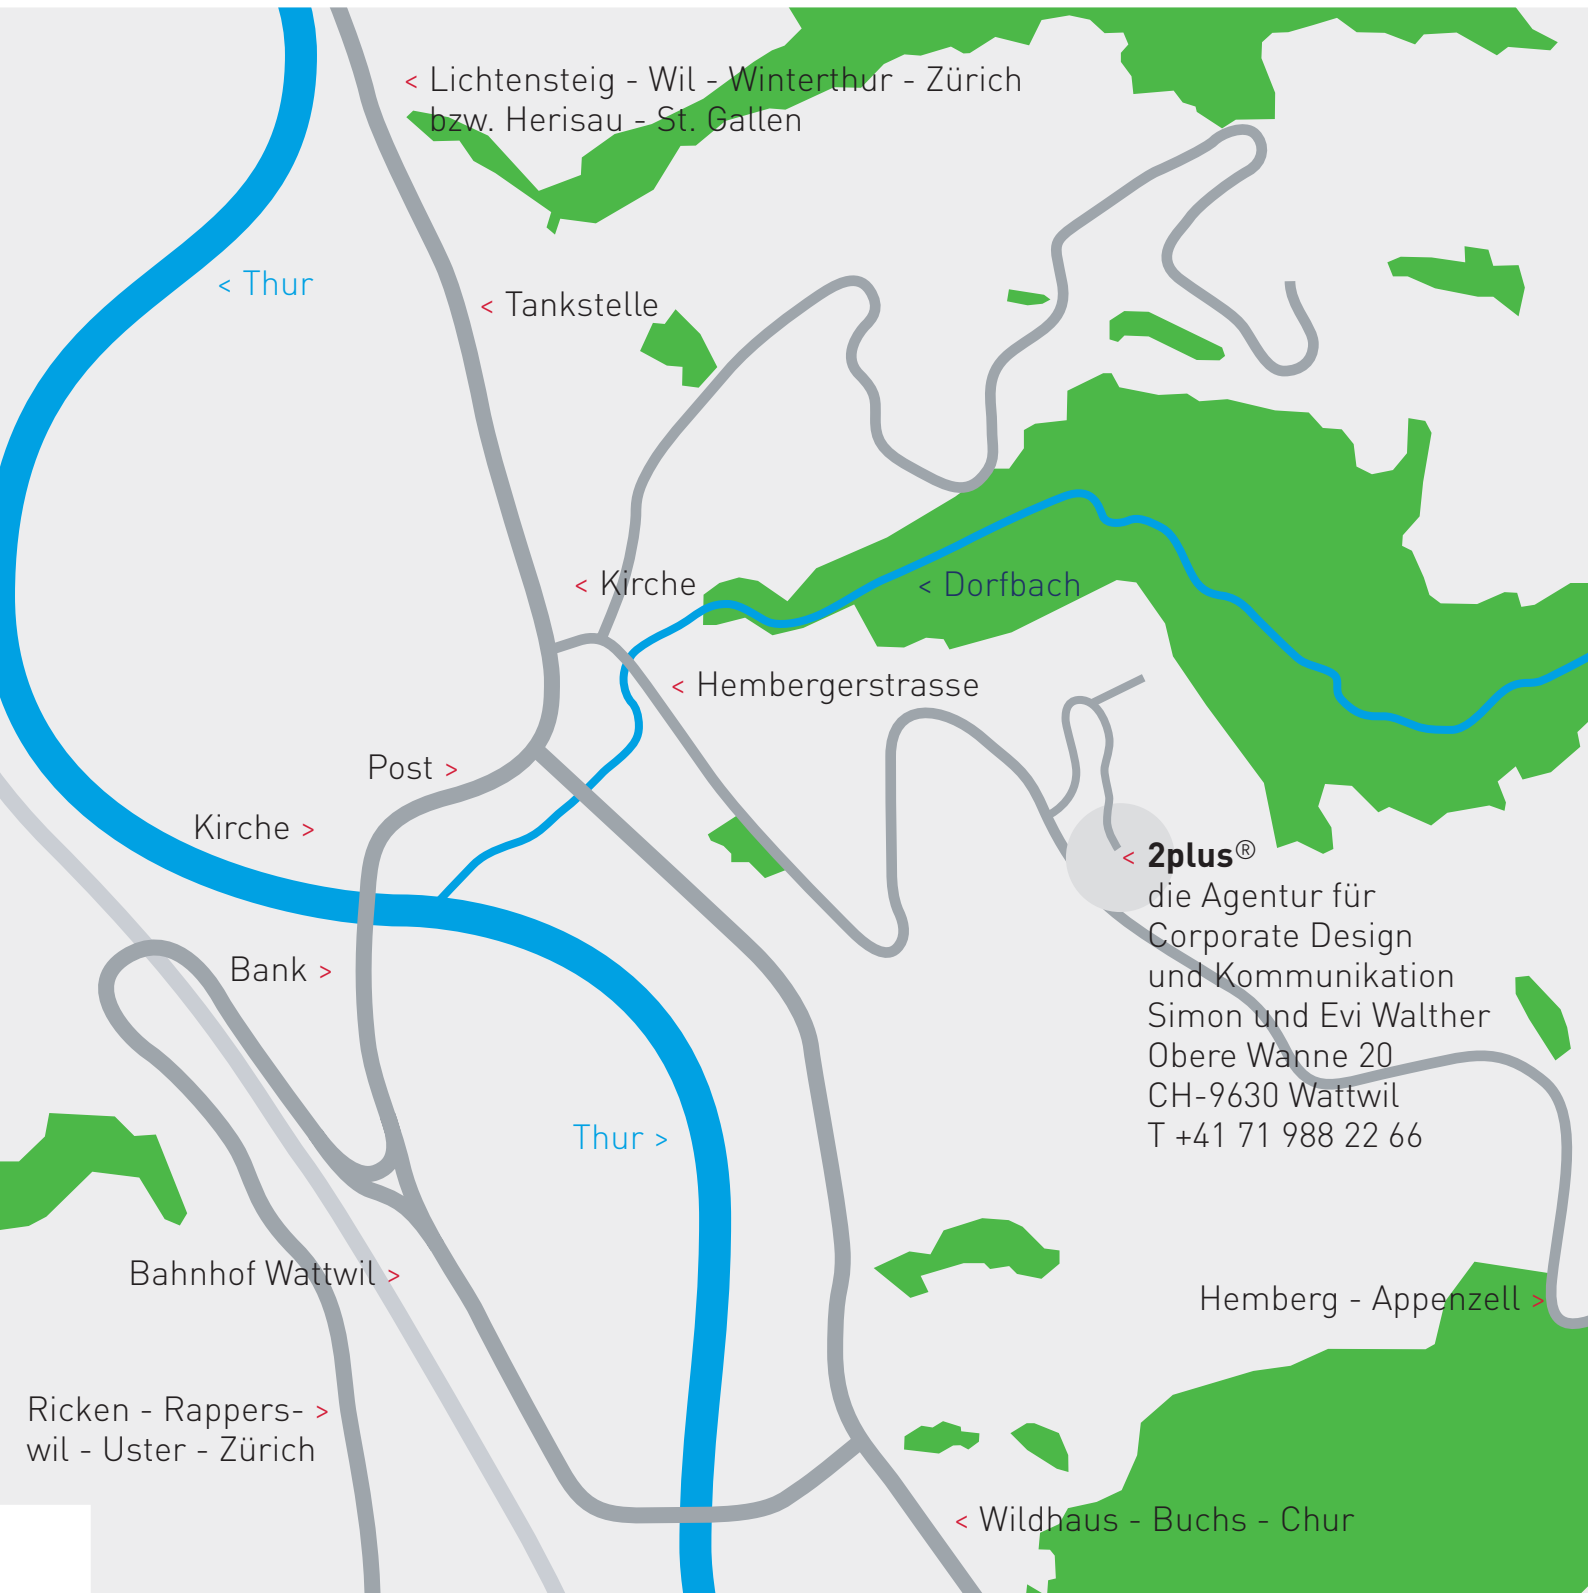 < Lichtensteig - Wil - Winterthur - Zürich
bzw. Herisau - St. Gallen
< Thur
< Tankstelle
< Kirche
< Dorfbach
< Hembergerstrasse
Post >
Kirche >
< 2plus®
die Agentur für
Corporate Design
und Kommunikation
Simon und Evi Walther
Obere Wanne 20
CH-9630 Wattwil
T +41 71 988 22 66
Bank >
Thur >
Bahnhof Wattwil >
Hemberg - Appenzell >
Ricken - Rappers- >
wil - Uster - Zürich
< Wildhaus - Buchs - Chur